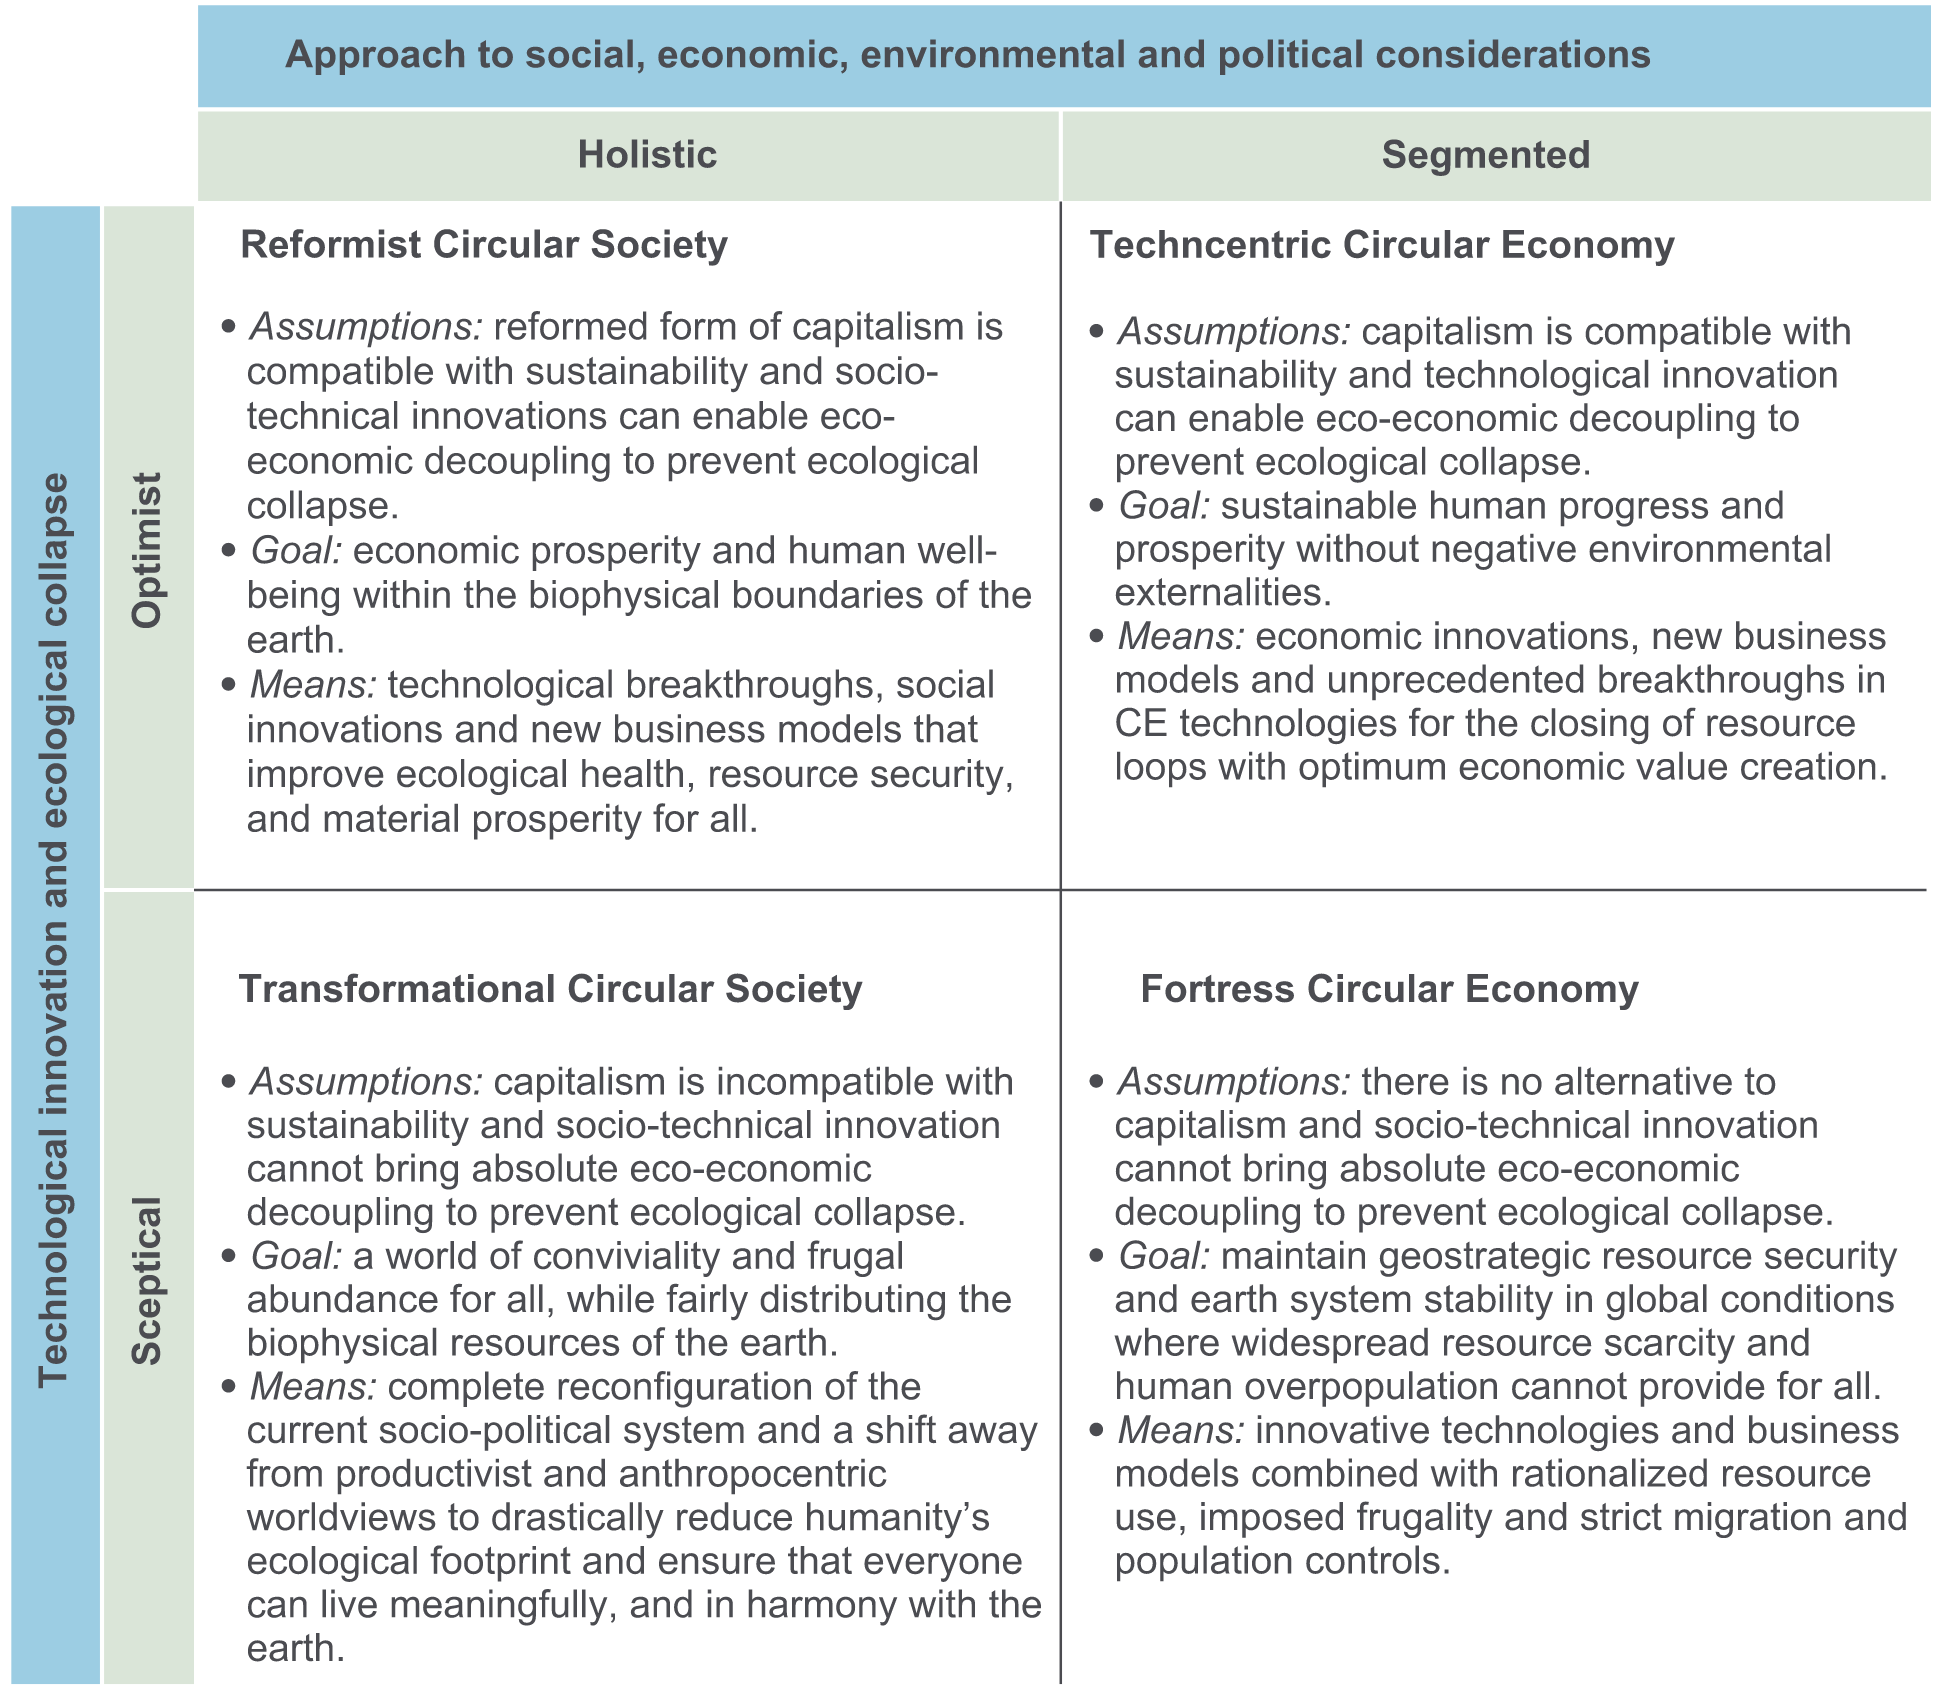 Approach to social, economic, environmental and political considerations
Holistic
Segmented
Technological innovation and ecological collapse
Optimist
Reformist Circular Society
• Assumptions: reformed form of capitalism is
compatible with sustainability and socio-
technical innovations can enable eco-
economic decoupling to prevent ecological
collapse.
• Goal: economic prosperity and human well-
being within the biophysical boundaries of the
earth.
• Means: technological breakthroughs, social
innovations and new business models that
improve ecological health, resource security,
and material prosperity for all.
Techncentric Circular Economy
• Assumptions: capitalism is compatible with
sustainability and technological innovation
can enable eco-economic decoupling to
prevent ecological collapse.
• Goal: sustainable human progress and
prosperity without negative environmental
externalities.
• Means: economic innovations, new business
models and unprecedented breakthroughs in
CE technologies for the closing of resource
loops with optimum economic value creation.
Sceptical
Transformational Circular Society
• Assumptions: capitalism is incompatible with
sustainability and socio-technical innovation
cannot bring absolute eco-economic
decoupling to prevent ecological collapse.
• Goal: a world of conviviality and frugal
abundance for all, while fairly distributing the
biophysical resources of the earth.
• Means: complete reconfiguration of the
current socio-political system and a shift away
from productivist and anthropocentric
worldviews to drastically reduce humanity’s
ecological footprint and ensure that everyone
can live meaningfully, and in harmony with the
earth.
Fortress Circular Economy
• Assumptions: there is no alternative to
capitalism and socio-technical innovation
cannot bring absolute eco-economic
decoupling to prevent ecological collapse.
• Goal: maintain geostrategic resource security
and earth system stability in global conditions
where widespread resource scarcity and
human overpopulation cannot provide for all.
• Means: innovative technologies and business
models combined with rationalized resource
use, imposed frugality and strict migration and
population controls.